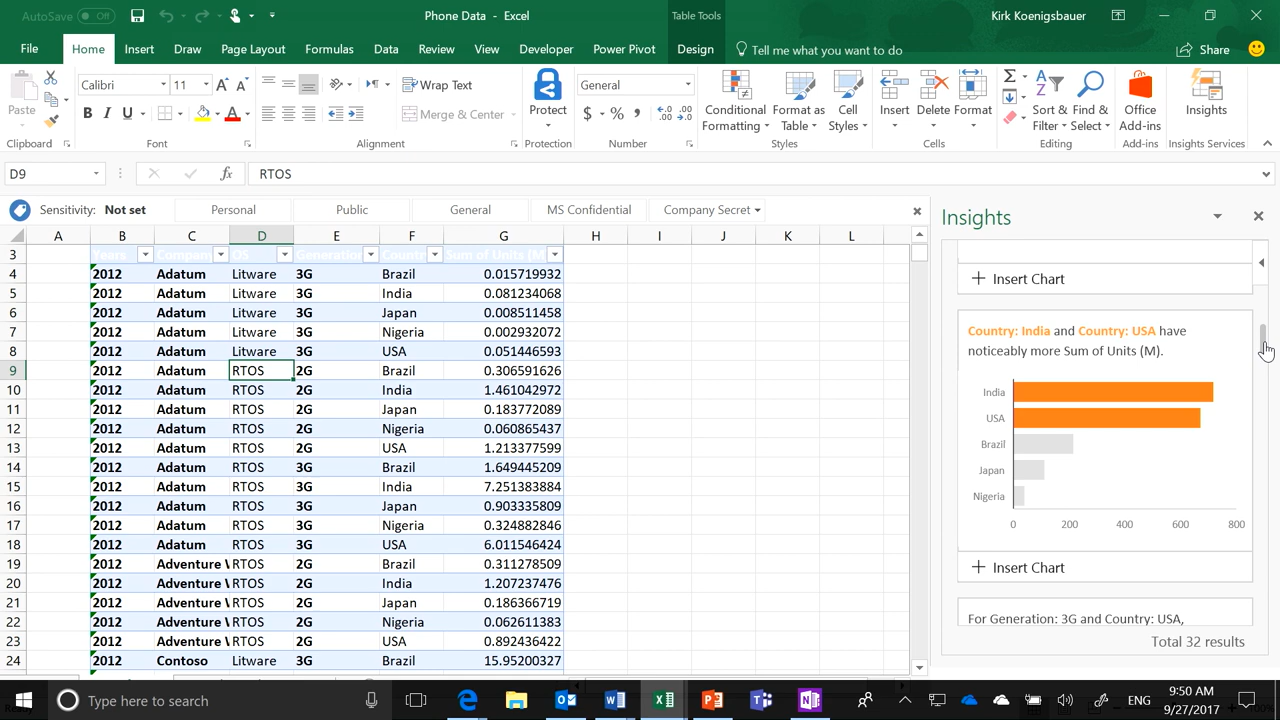 AutoSave Off
Phone Data - Excel
Table Tools
Kirk Koenigsbauer
File Home Insert Draw Page Layout Formulas Data Review View Developer Power Pivot Design Tell me what you want to do Share
Paste
Calibri 11
Wrap Text
General
B I U
Merge & Center
$ % ,
Protect
Conditional Formatting
Format as Table
Cell Styles
Insert Delete Format
Sort & Filter
Find & Select
Office Add-ins
Insights
Clipboard Font Alignment Protection Number Styles Cells Editing Add-ins Insights Services
D9 fx RTOS
Sensitivity: Not set Personal Public General MS Confidential Company Secret
A B C D E F G H I J K L
3 Years Company OS Generation Country Sum of Units (M)
4 2012 Adatum Litware 3G Brazil 0.015719932
5 2012 Adatum Litware 3G India 0.081234068
6 2012 Adatum Litware 3G Japan 0.008511458
7 2012 Adatum Litware 3G Nigeria 0.002932072
8 2012 Adatum Litware 3G USA 0.051446593
9 2012 Adatum RTOS 2G Brazil 0.306591626
10 2012 Adatum RTOS 2G India 1.461042972
11 2012 Adatum RTOS 2G Japan 0.183772089
12 2012 Adatum RTOS 2G Nigeria 0.060865437
13 2012 Adatum RTOS 2G USA 1.213377599
14 2012 Adatum RTOS 3G Brazil 1.649445209
15 2012 Adatum RTOS 3G India 7.251383884
16 2012 Adatum RTOS 3G Japan 0.903335809
17 2012 Adatum RTOS 3G Nigeria 0.324882846
18 2012 Adatum RTOS 3G USA 6.011546424
19 2012 Adventure RTOS 2G Brazil 0.311278509
20 2012 Adventure RTOS 2G India 1.207237476
21 2012 Adventure RTOS 2G Japan 0.186366719
22 2012 Adventure RTOS 2G Nigeria 0.062611383
23 2012 Adventure RTOS 2G USA 0.892436422
24 2012 Contoso Litware 3G Brazil 15.95200327
Insights
+ Insert Chart
Country: India and Country: USA have
noticeably more Sum of Units (M).
India
USA
Brazil
Japan
Nigeria
0 200 400 600 800
+ Insert Chart
For Generation: 3G and Country: USA,
Total 32 results
Type here to search
ENG
9:50 AM
9/27/2017